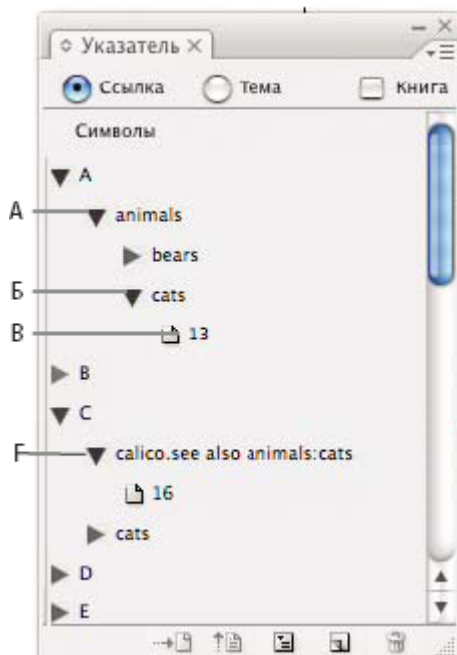 Указатель
Ссылка Тема Книга
Символы
A
А animals
bears
Б cats
В 13
B
C
Г calico.see also animals:cats
16
cats
D
E